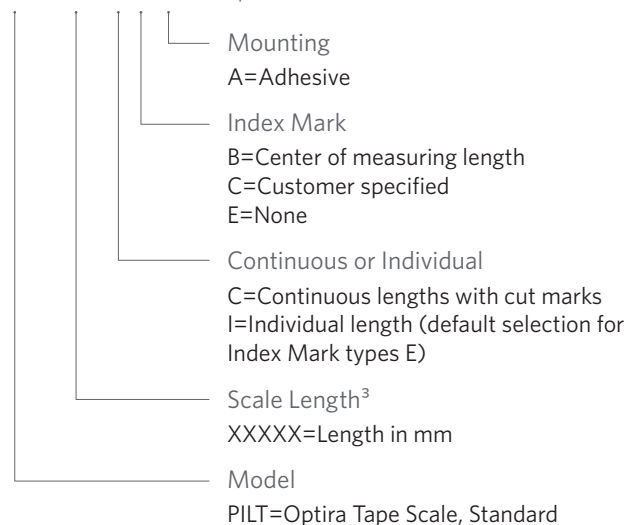 Mounting
A=Adhesive
Index Mark
B=Center of measuring length
C=Customer specified
E=None
Continuous or Individual
C=Continuous lengths with cut marks
I=Individual length (default selection for
Index Mark types E)
Scale Length³
XXXXX=Length in mm
Model
PILT=Optira Tape Scale, Standard